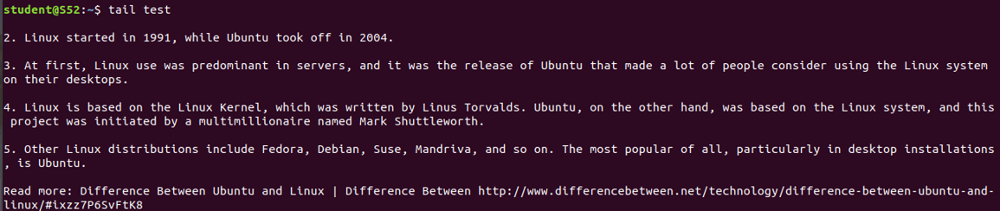 student@S52:~$ tail test
2. Linux started in 1991, while Ubuntu took off in 2004.
3. At first, Linux use was predominant in servers, and it was the release of Ubuntu that made a lot of people consider using the Linux system
on their desktops.
4. Linux is based on the Linux Kernel, which was written by Linus Torvalds. Ubuntu, on the other hand, was based on the Linux system, and this
project was initiated by a multimillionaire named Mark Shuttleworth.
5. Other Linux distributions include Fedora, Debian, Suse, Mandriva, and so on. The most popular of all, particularly in desktop installations
, is Ubuntu.
Read more: Difference Between Ubuntu and Linux | Difference Between http://www.differencebetween.net/technology/difference-between-ubuntu-and-
linux/#ixzz7P6SvFtK8